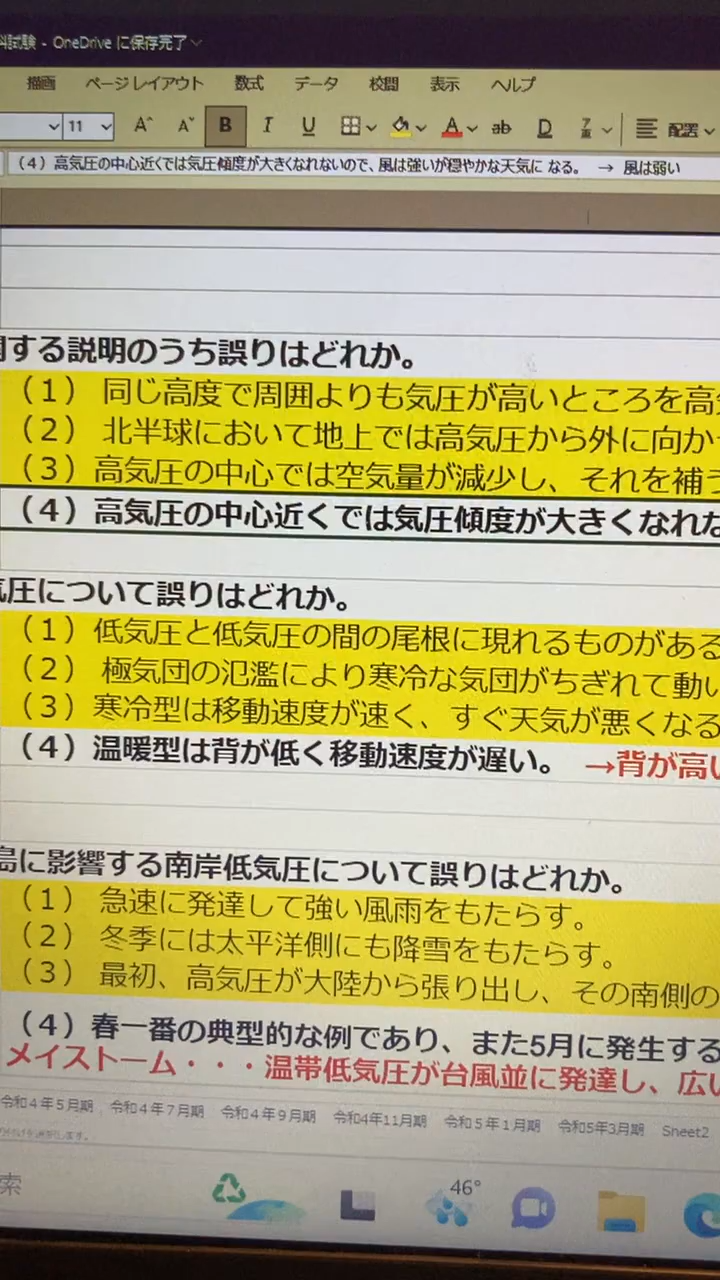 科試験 - OneDrive に保存完了
描画 ページ レイアウト 数式 データ 校閲 表示 ヘルプ
11 A^ A˅ B I U A ab D ア亜 配置
（4）高気圧の中心近くでは気圧傾度が大きくなれないので、風は強いが穏やかな天気に なる。 → 風は弱い
関する説明のうち誤りはどれか。
（1） 同じ高度で周囲よりも気圧が高いところを高
（2） 北半球において地上では高気圧から外に向か
（3）高気圧の中心では空気量が減少し、それを補う
（4）高気圧の中心近くでは気圧傾度が大きくなれな
気圧について誤りはどれか。
（1）低気圧と低気圧の間の尾根に現れるものがある
（2） 極気団の氾濫により寒冷な気団がちぎれて動い
（3）寒冷型は移動速度が速く、すぐ天気が悪くなる
（4）温暖型は背が低く移動速度が遅い。 →背が高い
島に影響する南岸低気圧について誤りはどれか。
（1） 急速に発達して強い風雨をもたらす。
（2） 冬季には太平洋側にも降雪をもたらす。
（3） 最初、高気圧が大陸から張り出し、その南側の
（4）春一番の典型的な例であり、また5月に発生する
メイストーム・・・温帯低気圧が台風並に発達し、広い
令和４年５月期 令和４年７月期 令和４年９月期 令和4年11月期 令和５年１月期 令和5年3月期 Sheet2
索
46°